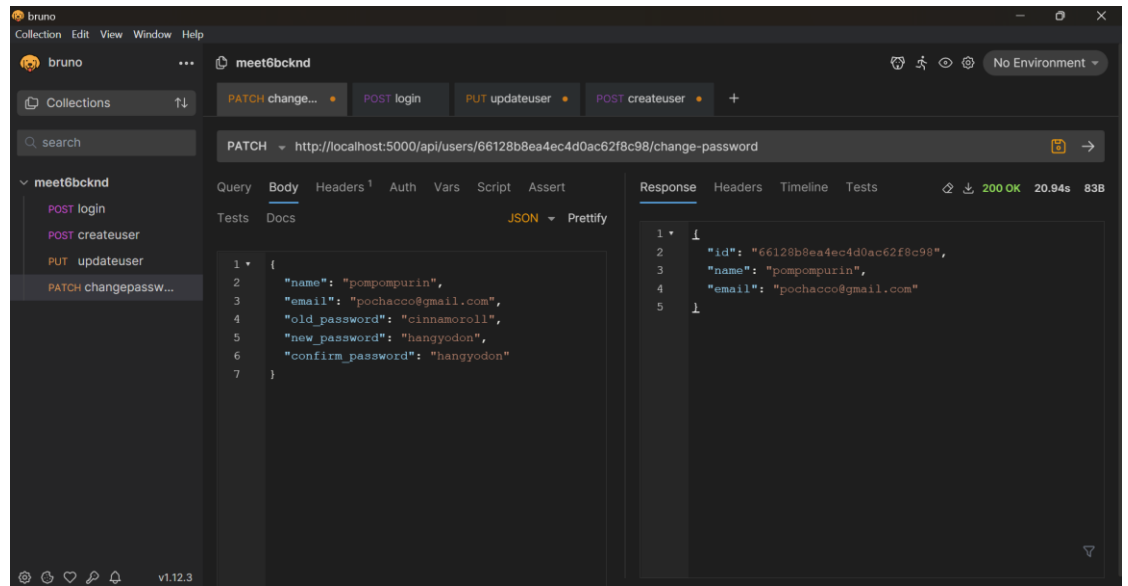 bruno
Collection Edit View Window Help
bruno ...
meet6bcknd
No Environment
Collections
PATCH change...
POST login
PUT updateuser
POST createuser
+
search
PATCH http://localhost:5000/api/users/66128b8ea4ec4d0ac62f8c98/change-password
meet6bcknd
POST login
POST createuser
PUT updateuser
PATCH changepassw...
Query Body Headers 1 Auth Vars Script Assert
Tests Docs
JSON Prettify
1 {
2 "name": "pompompurin",
3 "email": "pochacco@gmail.com",
4 "old_password": "cinnamoroll",
5 "new_password": "hangyodon",
6 "confirm_password": "hangyodon"
7 }
Response Headers Timeline Tests
200 OK 20.94s 83B
1 {
2 "id": "66128b8ea4ec4d0ac62f8c98",
3 "name": "pompompurin",
4 "email": "pochacco@gmail.com"
5 }
v1.12.3